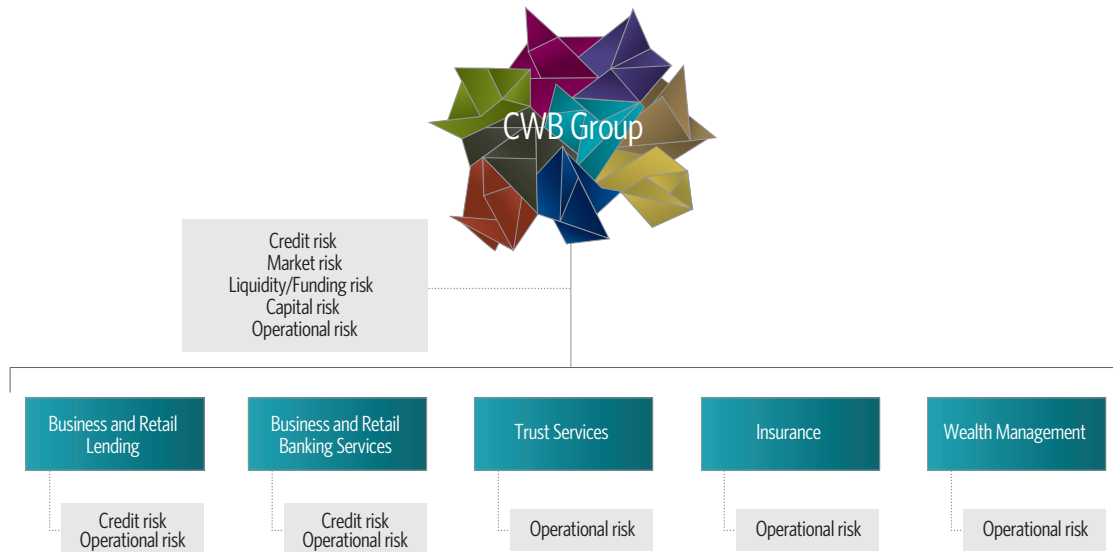 CWB Group
Credit risk
Market risk
Liquidity/Funding risk
Capital risk
Operational risk
Business and Retail
Lending
Business and Retail
Banking Services
Trust Services
Insurance
Wealth Management
Credit risk
Operational risk
Credit risk
Operational risk
Operational risk
Operational risk
Operational risk